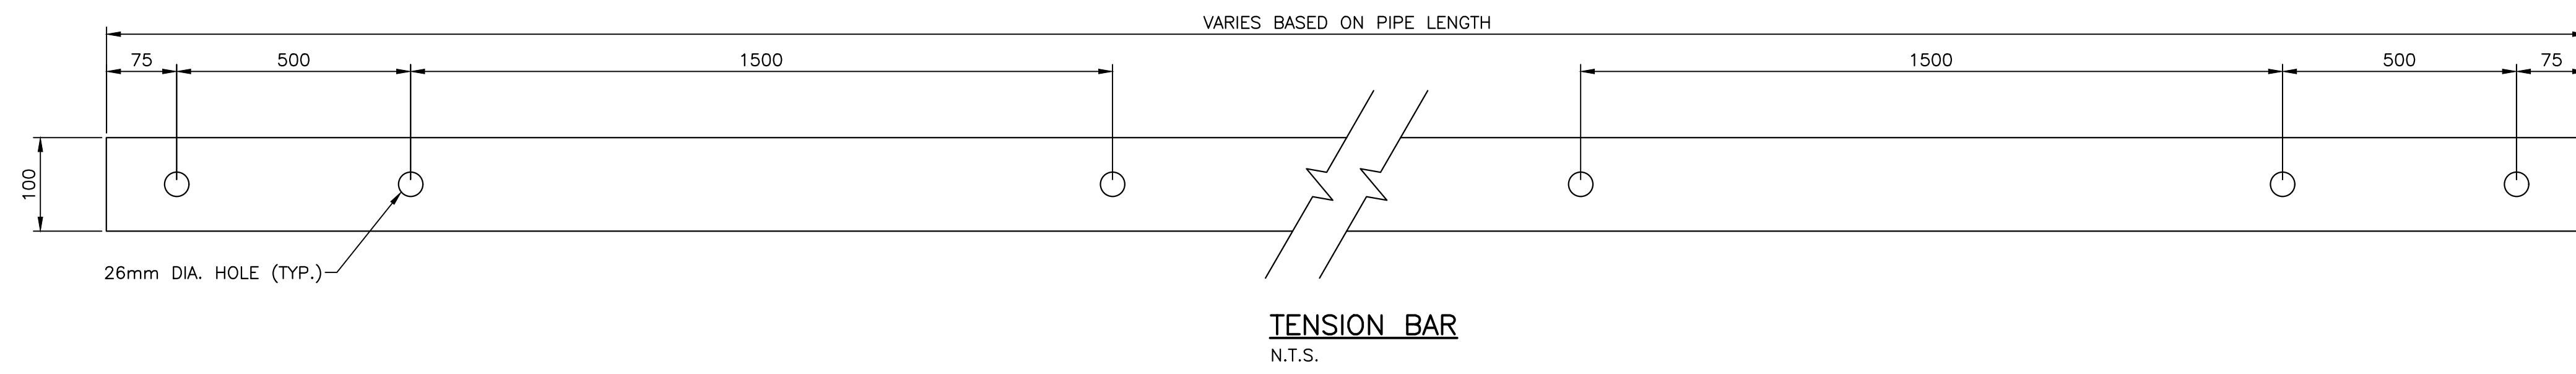 VARIES BASED ON PIPE LENGTH
75 500 1500 1500 500 75
100
26mm DIA. HOLE (TYP.)
TENSION BAR
N.T.S.